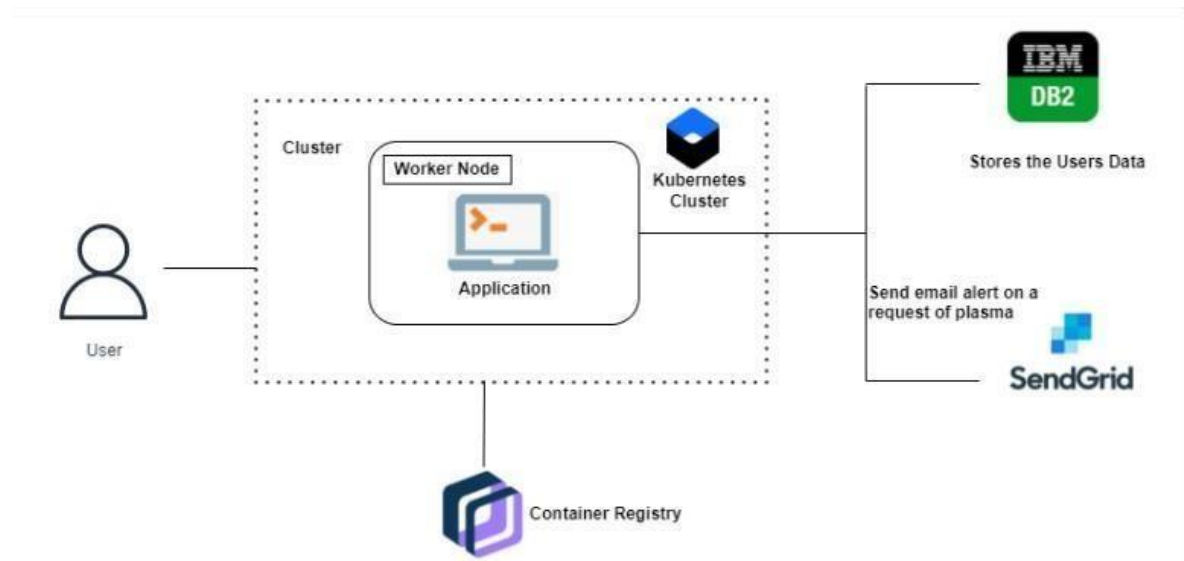 IBM
DB2
Stores the Users Data
Cluster
Worker Node
Application
Kubernetes
Cluster
User
Send email alert on a
request of plasma
SendGrid
Container Registry